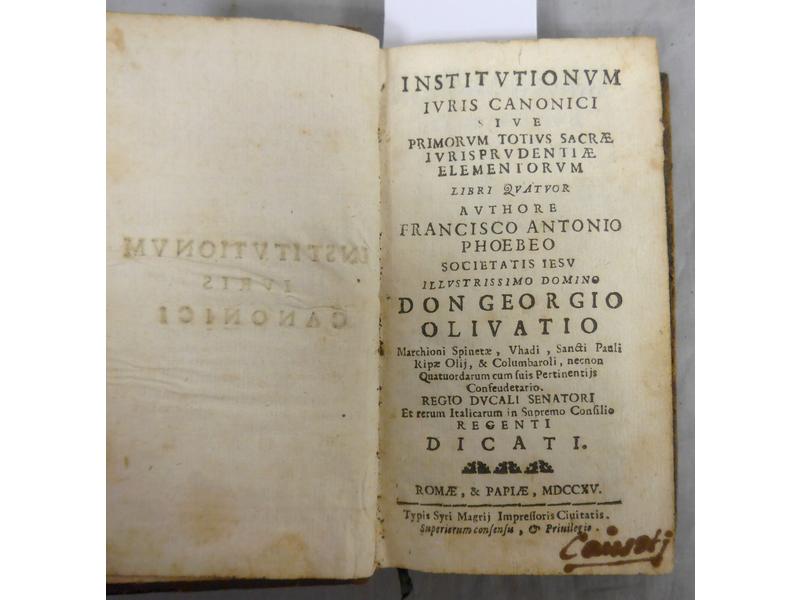 INSTITVTIONVM
IVRIS
CANONICI
INSTITVTIONVM
IVRIS CANONICI
SIVE
PRIMORVM TOTIVS SACRÆ
IVRISPRVDENTIÆ
ELEMENTORVM
LIBRI QVATVOR
AVTHORE
FRANCISCO ANTONIO
PHOEBEO
SOCIETATIS IESV
ILLVSTRISSIMO DOMINO
DON GEORGIO
OLIVATIO
Marchioni Spinetæ, Vhadi, Sancti Pauli
Ripæ Olij, & Columbaroli, necnon
Quatuordarum cum ſuis Pertinentijs
Confeudetario.
REGIO DVCALI SENATORI
Et rerum Italicarum in Supremo Conſilio
REGENTI
DICATI.
ROMÆ, & PAPIÆ, MDCCXV.
Typis Syri Magrij Impreſſoris Ciuitatis.
Superiorum conſenſu, & Priuilegio.